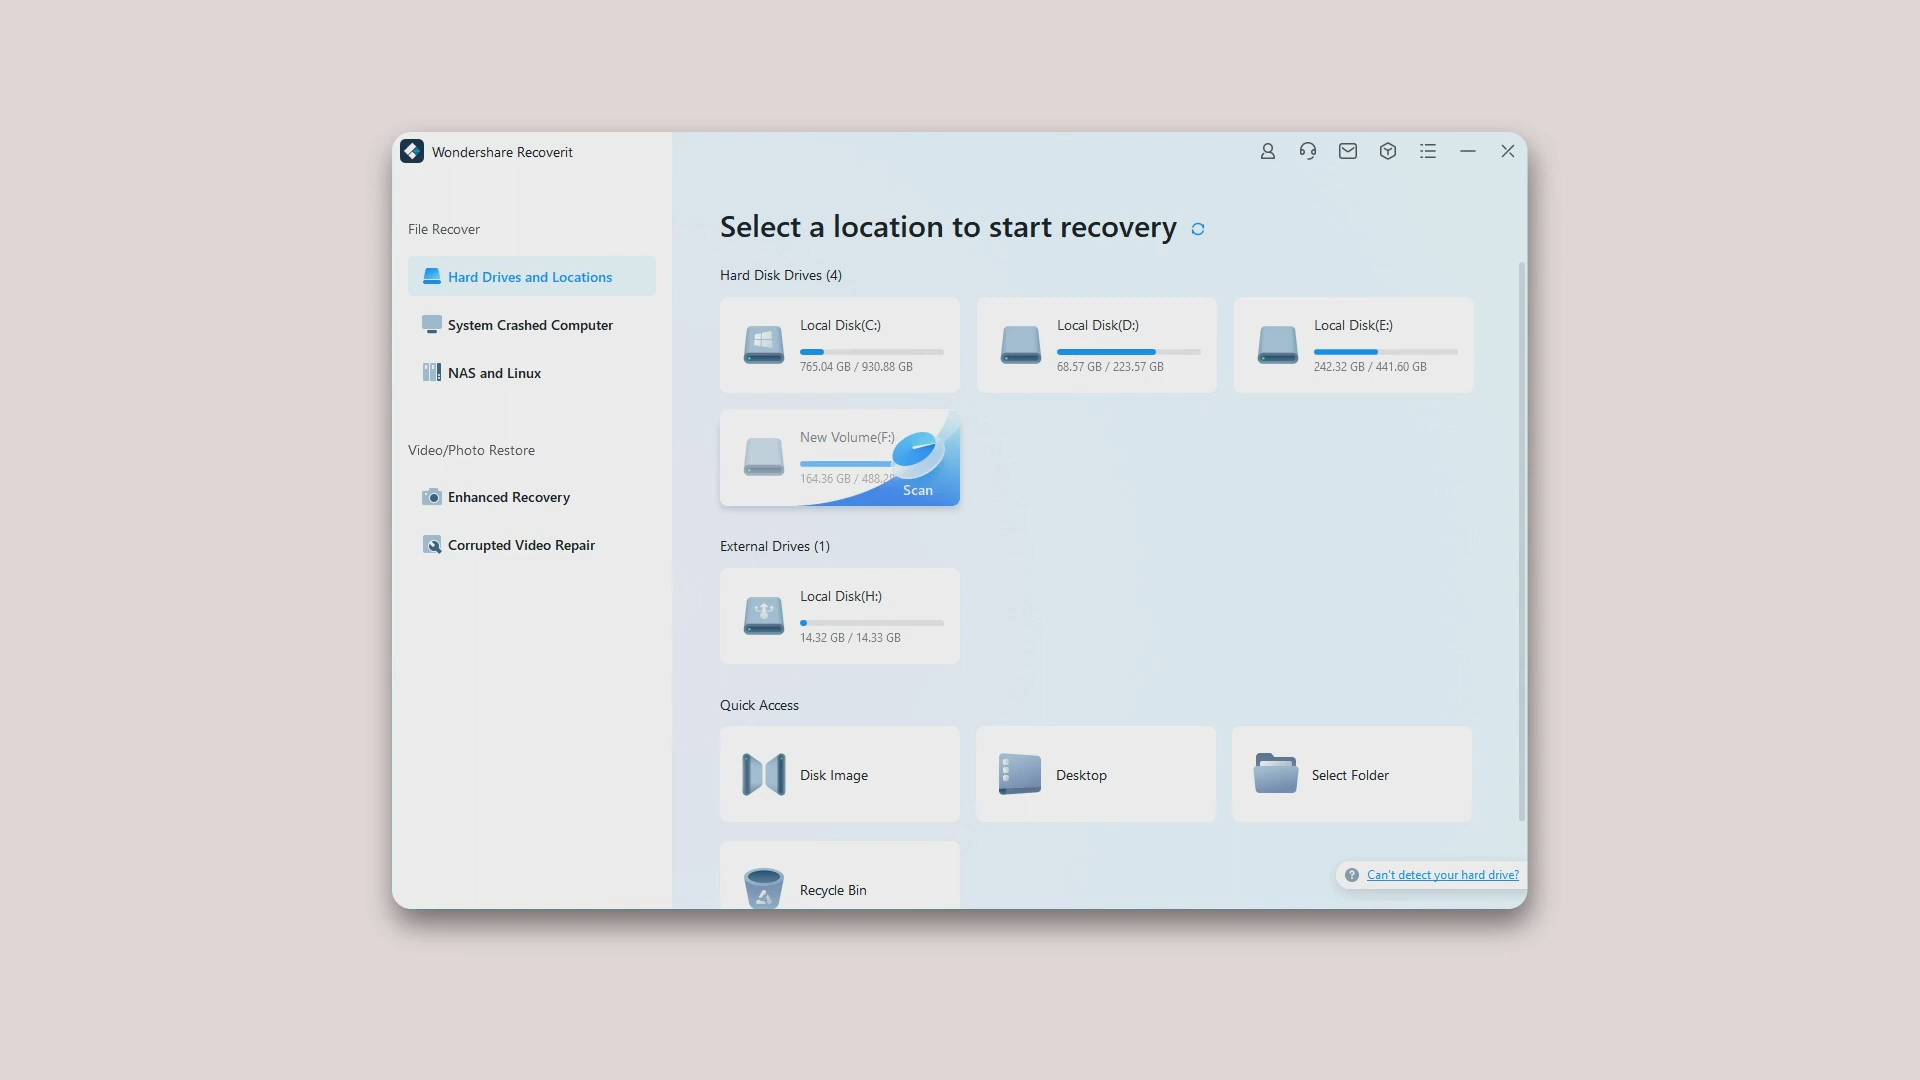 Wondershare Recoverit
File Recover
Hard Drives and Locations
System Crashed Computer
NAS and Linux
Video/Photo Restore
Enhanced Recovery
Corrupted Video Repair
Select a location to start recovery
Hard Disk Drives (4)
Local Disk(C:)
765.04 GB / 930.88 GB
Local Disk(D:)
68.57 GB / 223.57 GB
Local Disk(E:)
242.32 GB / 441.60 GB
New Volume(F:)
164.36 GB /
Scan
External Drives (1)
Local Disk(H:)
14.32 GB / 14.33 GB
Quick Access
Disk Image
Desktop
Select Folder
Recycle Bin
Can't detect your hard drive?